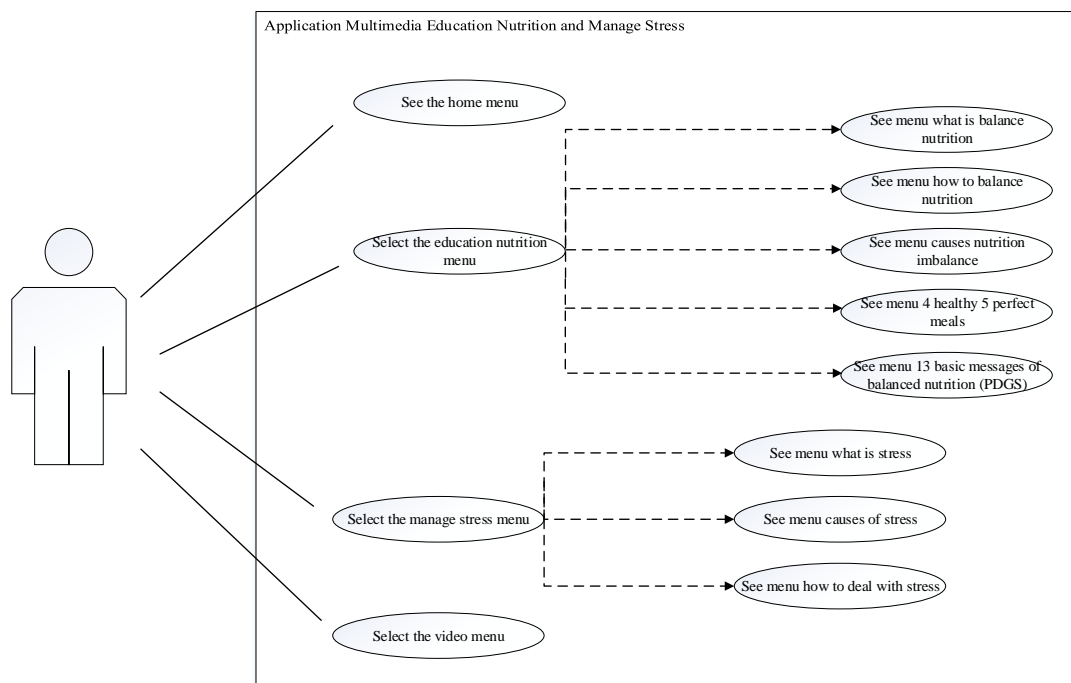 Application Multimedia Education Nutrition and Manage Stress
See the home menu
See menu what is balance
nutrition
See menu how to balance
nutrition
Select the education nutrition
menu
See menu causes nutrition
imbalance
See menu 4 healthy 5 perfect
meals
See menu 13 basic messages of
balanced nutrition (PDGS)
See menu what is stress
Select the manage stress menu
See menu causes of stress
See menu how to deal with stress
Select the video menu